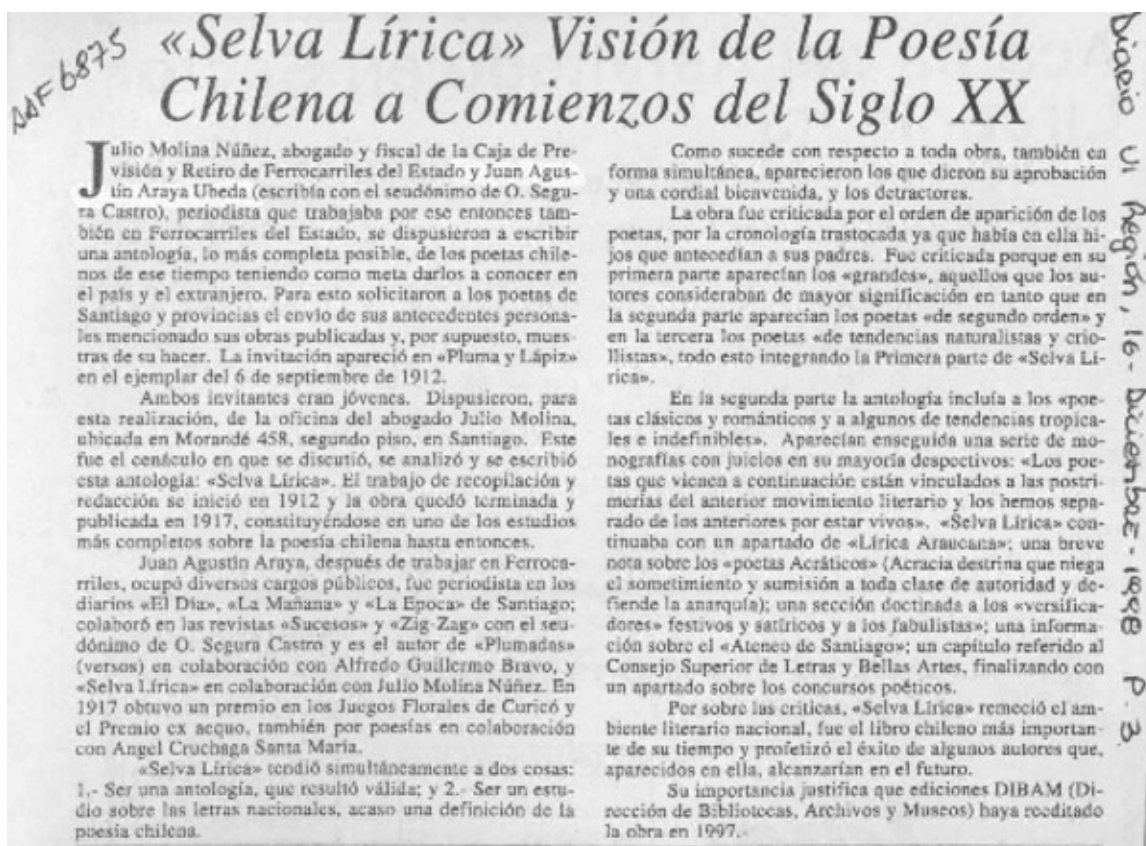 AAF 6875
«Selva Lírica» Visión de la Poesía
Chilena a Comienzos del Siglo XX
Julio Molina Núñez, abogado y fiscal de la Caja de Pre-
visión y Retiro de Ferrocarriles del Estado y Juan Agus-
tín Araya Ubeda (escribía con el seudónimo de O. Segu-
ra Castro), periodista que trabajaba por ese entonces tam-
bién en Ferrocarriles del Estado, se dispusieron a escribir
una antología, lo más completa posible, de los poetas chile-
nos de ese tiempo teniendo como meta darlos a conocer en
el país y el extranjero. Para esto solicitaron a los poetas de
Santiago y provincias el envío de sus antecedentes persona-
les mencionado sus obras publicadas y, por supuesto, mues-
tras de su hacer. La invitación apareció en «Pluma y Lápiz»
en el ejemplar del 6 de septiembre de 1912.
Ambos invitantes eran jóvenes. Dispusieron, para
esta realización, de la oficina del abogado Julio Molina,
ubicada en Morandé 458, segundo piso, en Santiago. Este
fue el cenáculo en que se discutió, se analizó y se escribió
esta antología: «Selva Lírica». El trabajo de recopilación y
redacción se inició en 1912 y la obra quedó terminada y
publicada en 1917, constituyéndose en uno de los estudios
más completos sobre la poesía chilena hasta entonces.
Juan Agustín Araya, después de trabajar en Ferroca-
rriles, ocupó diversos cargos públicos, fue periodista en los
diarios «El Día», «La Mañana» y «La Epoca» de Santiago;
colaboró en las revistas «Sucesos» y «Zig-Zag» con el seu-
dónimo de O. Segura Castro y es el autor de «Plumadas»
(versos) en colaboración con Alfredo Guillermo Bravo, y
«Selva Lírica» en colaboración con Julio Molina Núñez. En
1917 obtuvo un premio en los Juegos Florales de Curicó y
el Premio ex aequo, también por poesías en colaboración
con Angel Cruchaga Santa María.
«Selva Lírica» tendió simultáneamente a dos cosas:
1.- Ser una antología, que resultó válida; y 2.- Ser un estu-
dio sobre las letras nacionales, acaso una definición de la
poesía chilena.
Como sucede con respecto a toda obra, también en
forma simultánea, aparecieron los que dieron su aprobación
y una cordial bienvenida, y los detractores.
La obra fue criticada por el orden de aparición de los
poetas, por la cronología trastocada ya que había en ella hi-
jos que antecedían a sus padres. Fue criticada porque en su
primera parte aparecían los «grandes», aquellos que los au-
tores consideraban de mayor significación en tanto que en
la segunda parte aparecían los poetas «de segundo orden» y
en la tercera los poetas «de tendencias naturalistas y crio-
llistas», todo esto integrando la Primera parte de «Selva Lí-
rica».
En la segunda parte la antología incluía a los «poe-
tas clásicos y románticos y a algunos de tendencias tropica-
les e indefinibles». Aparecían enseguida una serie de mo-
nografías con juicios en su mayoría despectivos: «Los poe-
tas que vienen a continuación están vinculados a las postri-
merías del anterior movimiento literario y los hemos sepa-
rado de los anteriores por estar vivos». «Selva Lírica» con-
tinuaba con un apartado de «Lírica Araucana»; una breve
nota sobre los «poetas Acráticos» (Acracia destrina que niega
el sometimiento y sumisión a toda clase de autoridad y de-
fiende la anarquía); una sección doctinada a los «versifica-
dores» festivos y satíricos y a los fabulistas»; una informa-
ción sobre el «Ateneo de Santiago»; un capítulo referido al
Consejo Superior de Letras y Bellas Artes, finalizando con
un apartado sobre los concursos poéticos.
Por sobre las críticas, «Selva Lírica» remeció el am-
biente literario nacional, fue el libro chileno más importan-
te de su tiempo y profetizó el éxito de algunos autores que,
aparecidos en ella, alcanzarían en el futuro.
Su importancia justifica que ediciones DIBAM (Di-
rección de Bibliotecas, Archivos y Museos) haya reeditado
la obra en 1997.-
Diario VI Región, 16-Diciembre-1998 P. 3